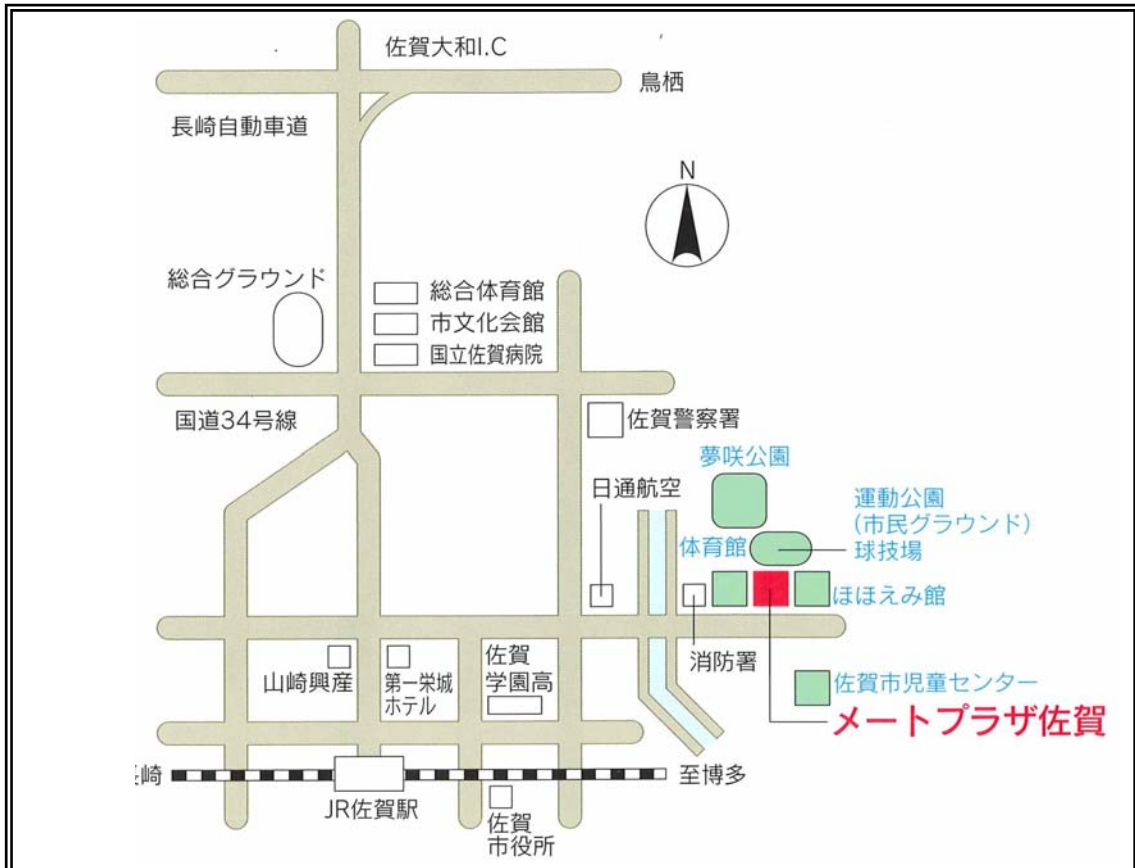 佐賀大和I.C
鳥栖
長崎自動車道
N
総合グラウンド
総合体育館
市文化会館
国立佐賀病院
国道34号線
佐賀警察署
夢咲公園
日通航空
運動公園
(市民グラウンド)
球技場
体育館
ほほえみ館
消防署
山崎興産
第一栄城
ホテル
佐賀
学園高
佐賀市児童センター
メートプラザ佐賀
長崎
至博多
JR佐賀駅
佐賀
市役所